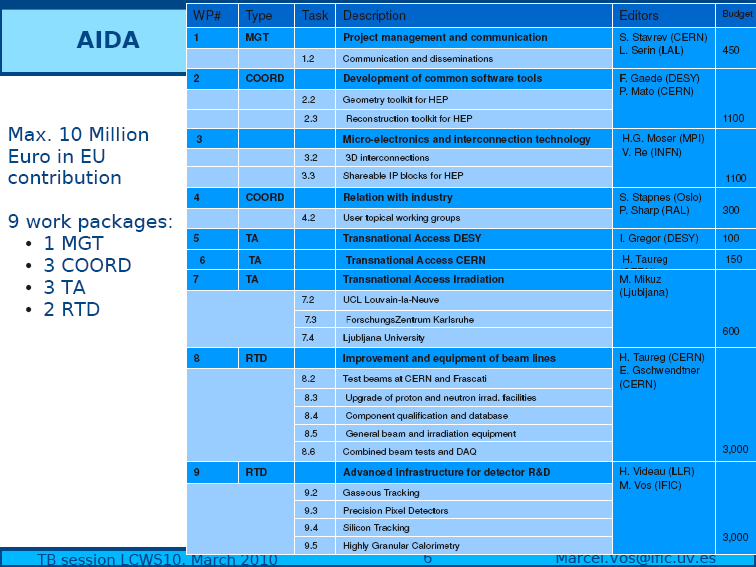 AIDA
Max. 10 Million
Euro in EU
contribution
9 work packages:
• 1 MGT
• 3 COORD
• 3 TA
• 2 RTD
WP# Type Task Description Editors Budget
1 MGT Project management and communication S. Stavrev (CERN)
L. Serin (LAL) 450
1.2 Communication and disseminations
2 COORD Development of common software tools F. Gaede (DESY)
P. Mato (CERN)
2.2 Geometry toolkit for HEP
2.3 Reconstruction toolkit for HEP 1100
3 Micro-electronics and interconnection technology H.G. Moser (MPI)
V. Re (INFN)
3.2 3D interconnections
3.3 Shareable IP blocks for HEP 1100
4 COORD Relation with industry S. Stapnes (Oslo)
P. Sharp (RAL) 300
4.2 User topical working groups
5 TA Transnational Access DESY I. Gregor (DESY) 100
6 TA Transnational Access CERN H. Taureg 150
7 TA Transnational Access Irradiation M. Mikuz
(Ljubljana)
7.2 UCL Louvain-la-Neuve
7.3 ForschungsZentrum Karlsruhe
7.4 Ljubljana University 600
8 RTD Improvement and equipment of beam lines H. Taureg (CERN)
E. Gschwendtner
(CERN)
8.2 Test beams at CERN and Frascati
8.3 Upgrade of proton and neutron irrad. facilities
8.4 Component qualification and database
8.5 General beam and irradiation equipment
8.6 Combined beam tests and DAQ 3,000
9 RTD Advanced infrastructure for detector R&D H. Videau (LLR)
M. Vos (IFIC)
9.2 Gaseous Tracking
9.3 Precision Pixel Detectors
9.4 Silicon Tracking
9.5 Highly Granular Calorimetry 3,000
TB session LCWS10, March 2010 6 Marcel.Vos@ific.uv.es